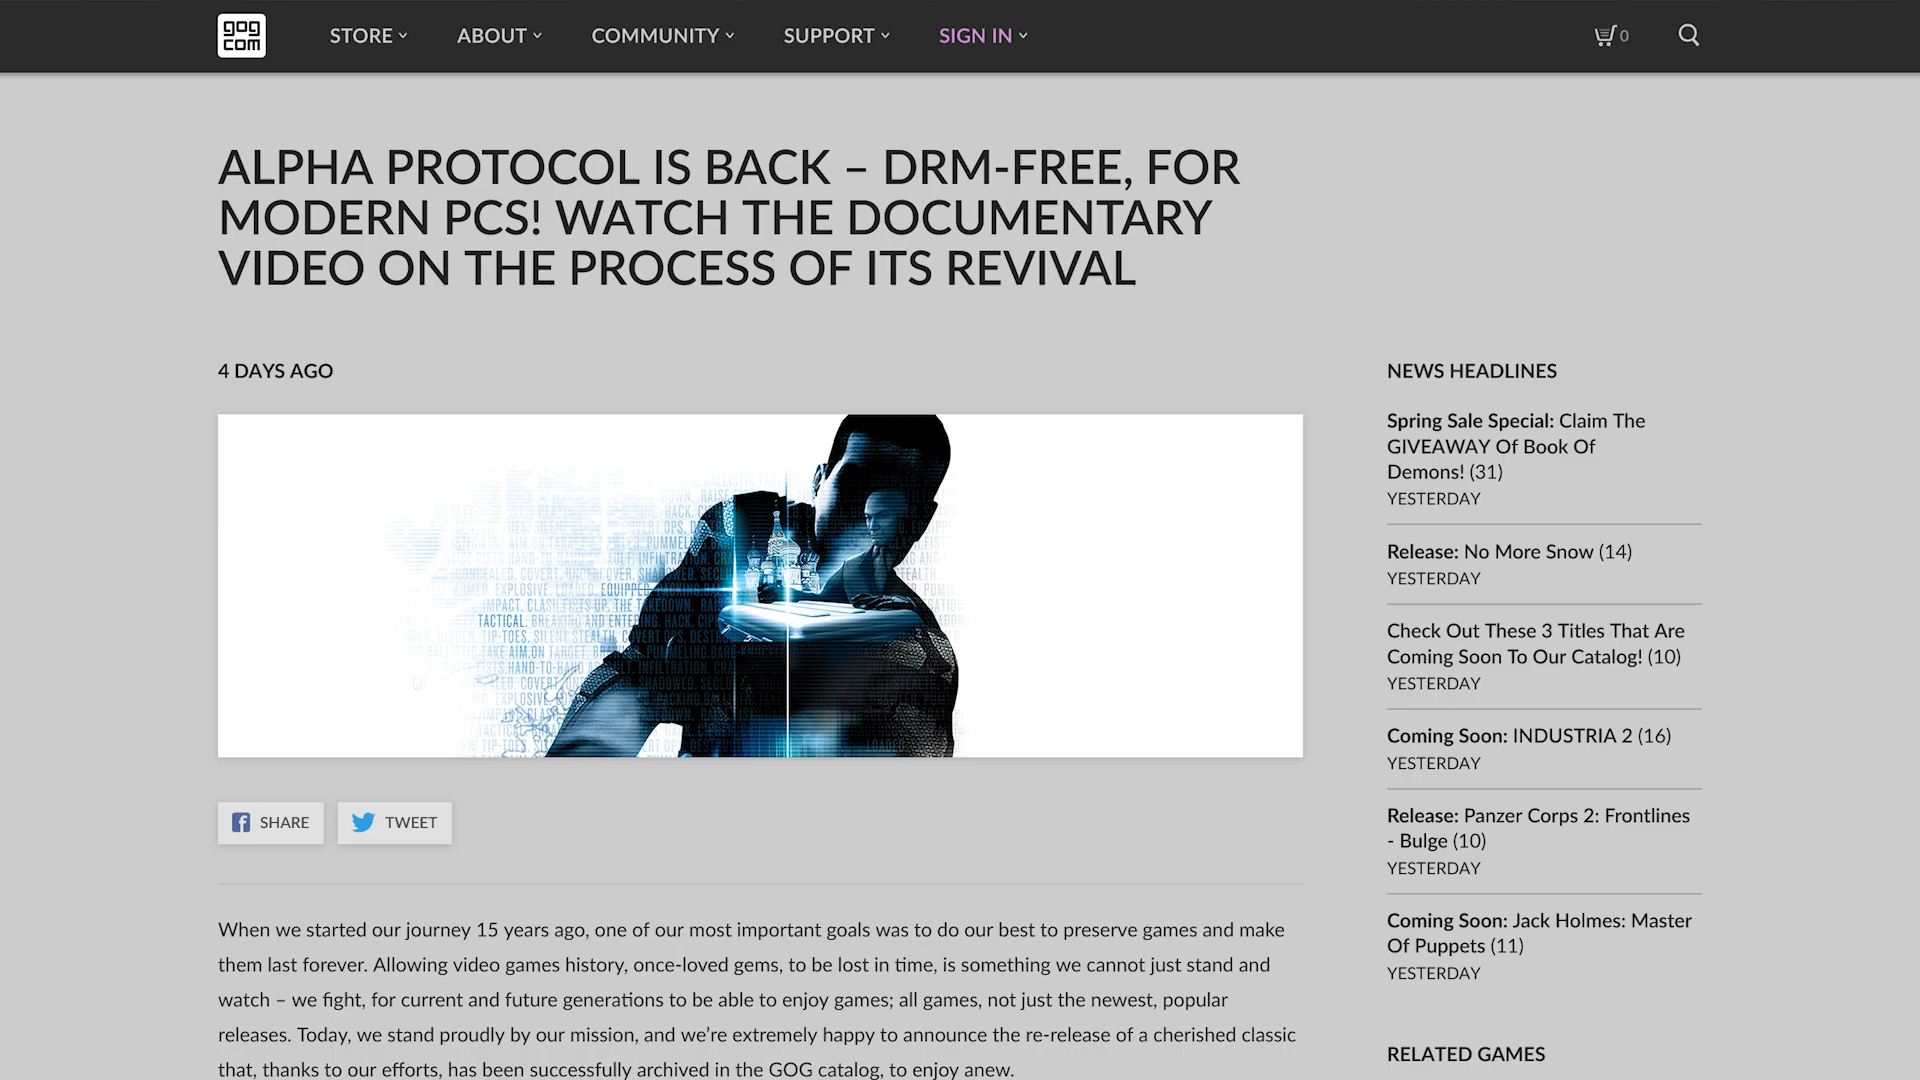 gog
com
STORE
ABOUT
COMMUNITY
SUPPORT
SIGN IN
0
ALPHA PROTOCOL IS BACK – DRM-FREE, FOR
MODERN PCS! WATCH THE DOCUMENTARY
VIDEO ON THE PROCESS OF ITS REVIVAL
4 DAYS AGO
EQUIPPED
TACTICAL.
SHARE
TWEET
When we started our journey 15 years ago, one of our most important goals was to do our best to preserve games and make
them last forever. Allowing video games history, once-loved gems, to be lost in time, is something we cannot just stand and
watch – we fight, for current and future generations to be able to enjoy games; all games, not just the newest, popular
releases. Today, we stand proudly by our mission, and we’re extremely happy to announce the re-release of a cherished classic
that, thanks to our efforts, has been successfully archived in the GOG catalog, to enjoy anew.
NEWS HEADLINES
Spring Sale Special: Claim The
GIVEAWAY Of Book Of
Demons! (31)
YESTERDAY
Release: No More Snow (14)
YESTERDAY
Check Out These 3 Titles That Are
Coming Soon To Our Catalog! (10)
YESTERDAY
Coming Soon: INDUSTRIA 2 (16)
YESTERDAY
Release: Panzer Corps 2: Frontlines
- Bulge (10)
YESTERDAY
Coming Soon: Jack Holmes: Master
Of Puppets (11)
YESTERDAY
RELATED GAMES